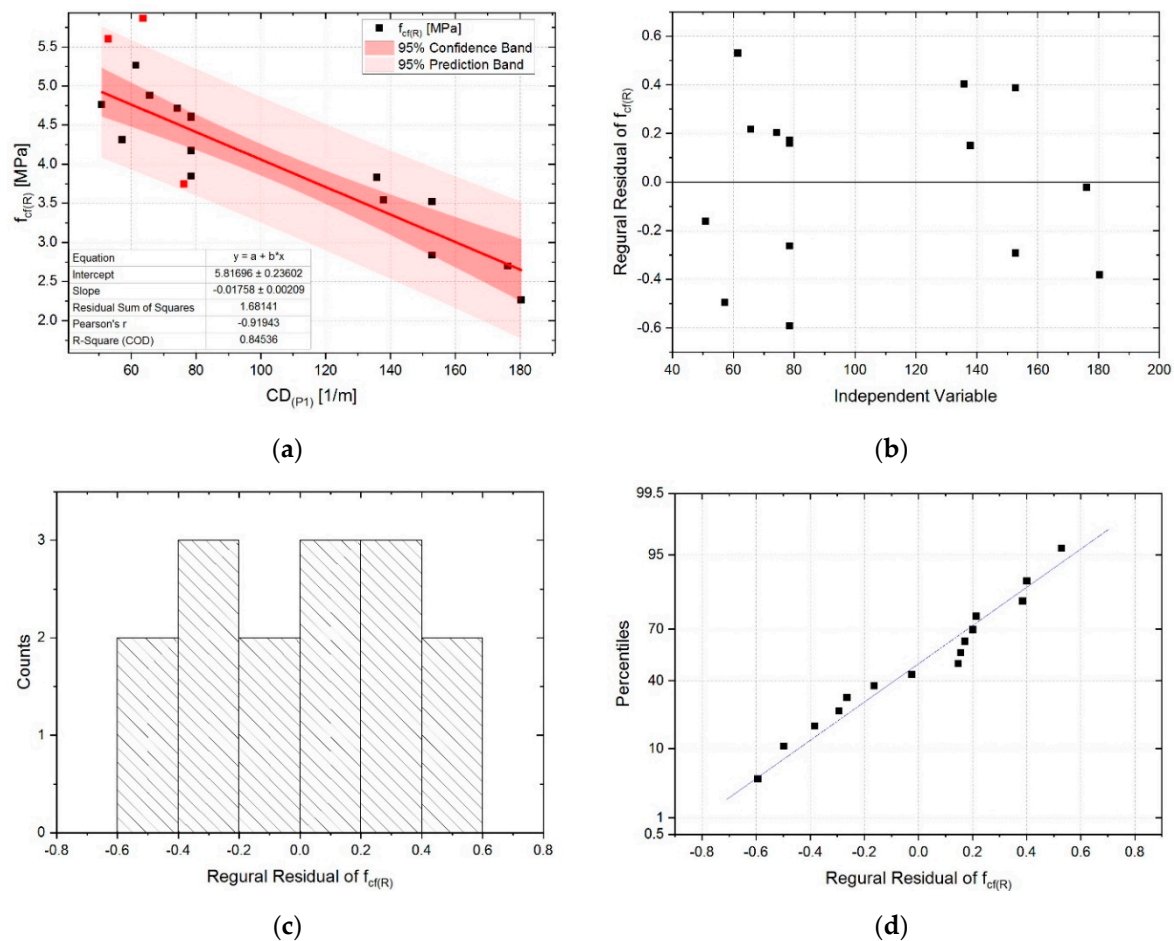 f_cf(R) [MPa]
95% Confidence Band
95% Prediction Band
5.5
5.0
4.5
4.0
3.5
3.0
2.5
2.0
f_cf(R) [MPa]
Equation y = a + b*x
Intercept 5.81696 ± 0.23602
Slope -0.01758 ± 0.00209
Residual Sum of Squares 1.68141
Pearson's r -0.91943
R-Square (COD) 0.84536
60 80 100 120 140 160 180
CD_(P1) [1/m]
(a)
0.6
0.4
0.2
0.0
-0.2
-0.4
-0.6
Regural Residual of f_cf(R)
40 60 80 100 120 140 160 180 200
Independent Variable
(b)
3
2
1
0
Counts
-0.8 -0.6 -0.4 -0.2 0.0 0.2 0.4 0.6 0.8
Regural Residual of f_cf(R)
(c)
99.5
95
70
40
10
1
0.5
Percentiles
-0.8 -0.6 -0.4 -0.2 0.0 0.2 0.4 0.6 0.8
Regural Residual of f_cf(R)
(d)